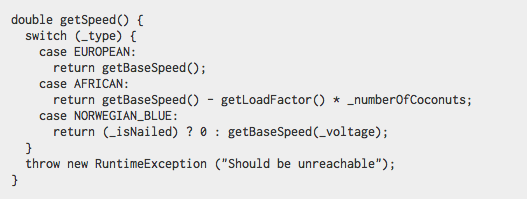 double getSpeed() {
  switch (_type) {
    case EUROPEAN:
      return getBaseSpeed();
    case AFRICAN:
      return getBaseSpeed() - getLoadFactor() * _numberOfCoconuts;
    case NORWEGIAN_BLUE:
      return (_isNailed) ? 0 : getBaseSpeed(_voltage);
  }
  throw new RuntimeException ("Should be unreachable");
}